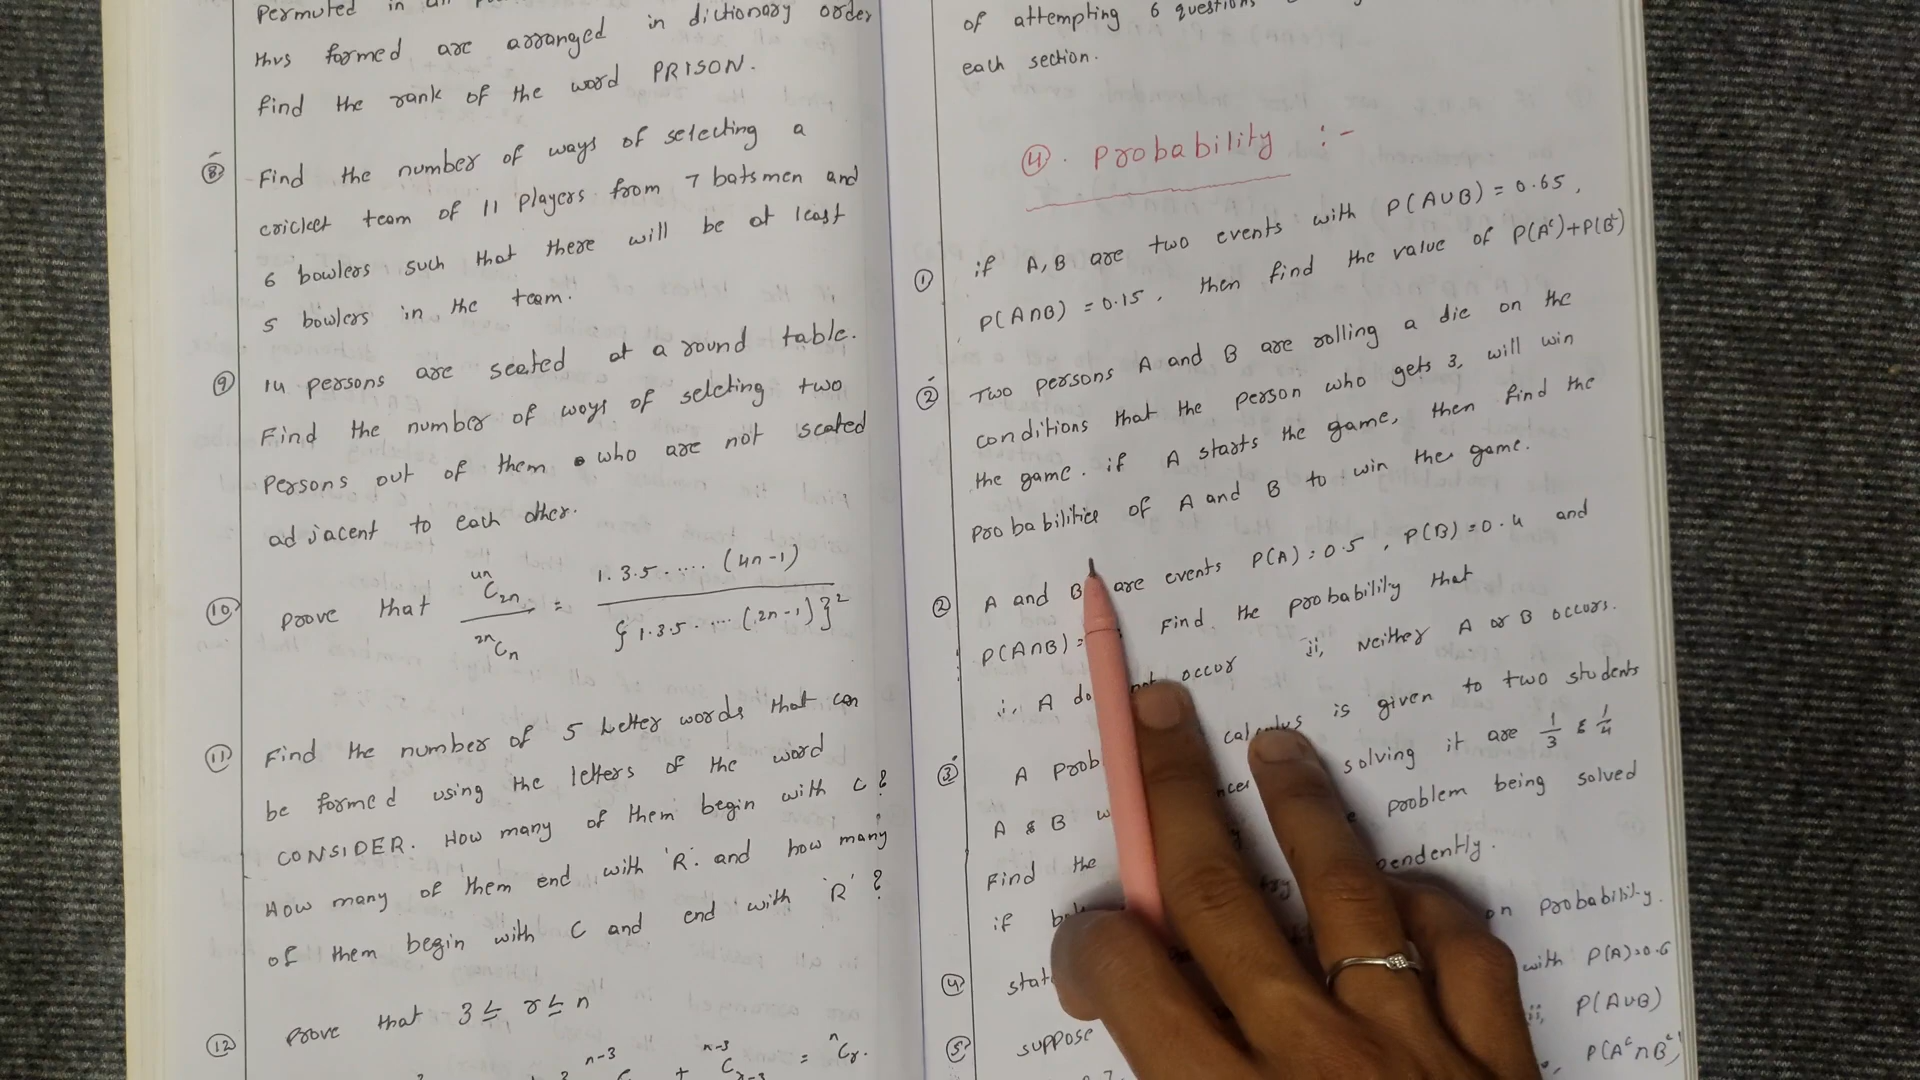 permuted in
thus formed are arranged in dictionary order
find the rank of the word PRISON.
⑧ Find the number of ways of selecting a
cricket team of 11 players from 7 batsmen and
6 bowlers such that there will be at least
5 bowlers in the team.
⑨ 14 persons are seated at a round table.
Find the number of ways of selcting two
persons out of them who are not seated
adjacent to each other.
⑩ prove that 4nC2n / 2nCn = 1.3.5..... (4n-1) / {1.3.5.... (2n-1)}²
⑪ Find the number of 5 letter words that can
be formed using the letters of the word
CONSIDER. How many of them begin with C?
How many of them end with 'R'. and how many
of them begin with C and end with 'R'?
⑫ prove that 3 ≤ r ≤ n
n-3 + n-3Cr-3 = nCr.
of attempting 6 questions
each section.
④. Probability :-
① if A, B are two events with P(A∪B) = 0.65,
P(A∩B) = 0.15, then find the value of P(Aᶜ)+P(Bᶜ)
② Two persons A and B are rolling a die on the
conditions that the person who gets 3, will win
the game. if A starts the game, then find the
probabilities of A and B to win the game.
② A and B are events P(A)=0.5, P(B)=0.4 and
P(A∩B)= Find the probability that
i, A occur ii, Neither A or B occurs.
③ A calculus is given to two students
A & B solving it are 1/3 & 1/4
Find the problem being solved
if
④ on probability.
⑤ suppose with P(A)=0.6
ii, P(A∪B)
P(Aᶜ∩Bᶜ)